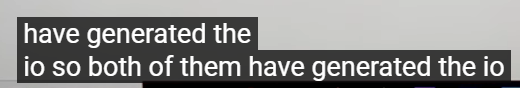 have generated the
io so both of them have generated the io